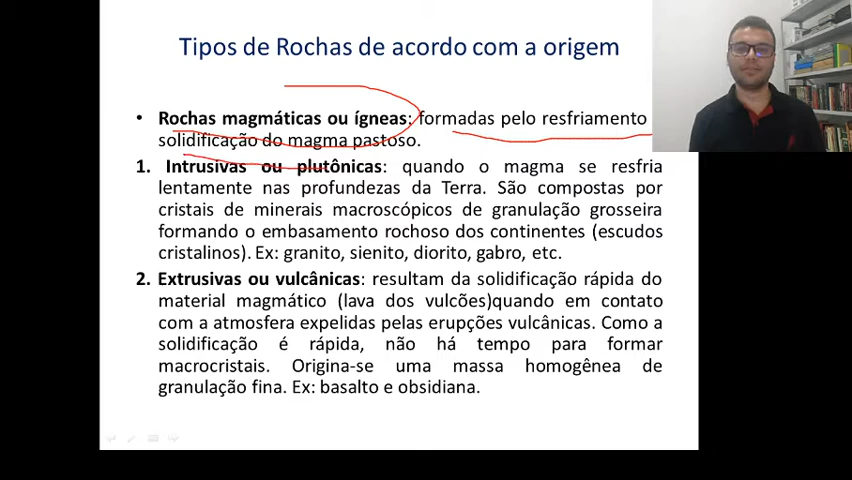 Tipos de Rochas de acordo com a origem
• Rochas magmáticas ou ígneas: formadas pelo resfriamento
solidificação do magma pastoso.
1. Intrusivas ou plutônicas: quando o magma se resfria
lentamente nas profundezas da Terra. São compostas por
cristais de minerais macroscópicos de granulação grosseira
formando o embasamento rochoso dos continentes (escudos
cristalinos). Ex: granito, sienito, diorito, gabro, etc.
2. Extrusivas ou vulcânicas: resultam da solidificação rápida do
material magmático (lava dos vulcões)quando em contato
com a atmosfera expelidas pelas erupções vulcânicas. Como a
solidificação é rápida, não há tempo para formar
macrocristais. Origina-se uma massa homogênea de
granulação fina. Ex: basalto e obsidiana.